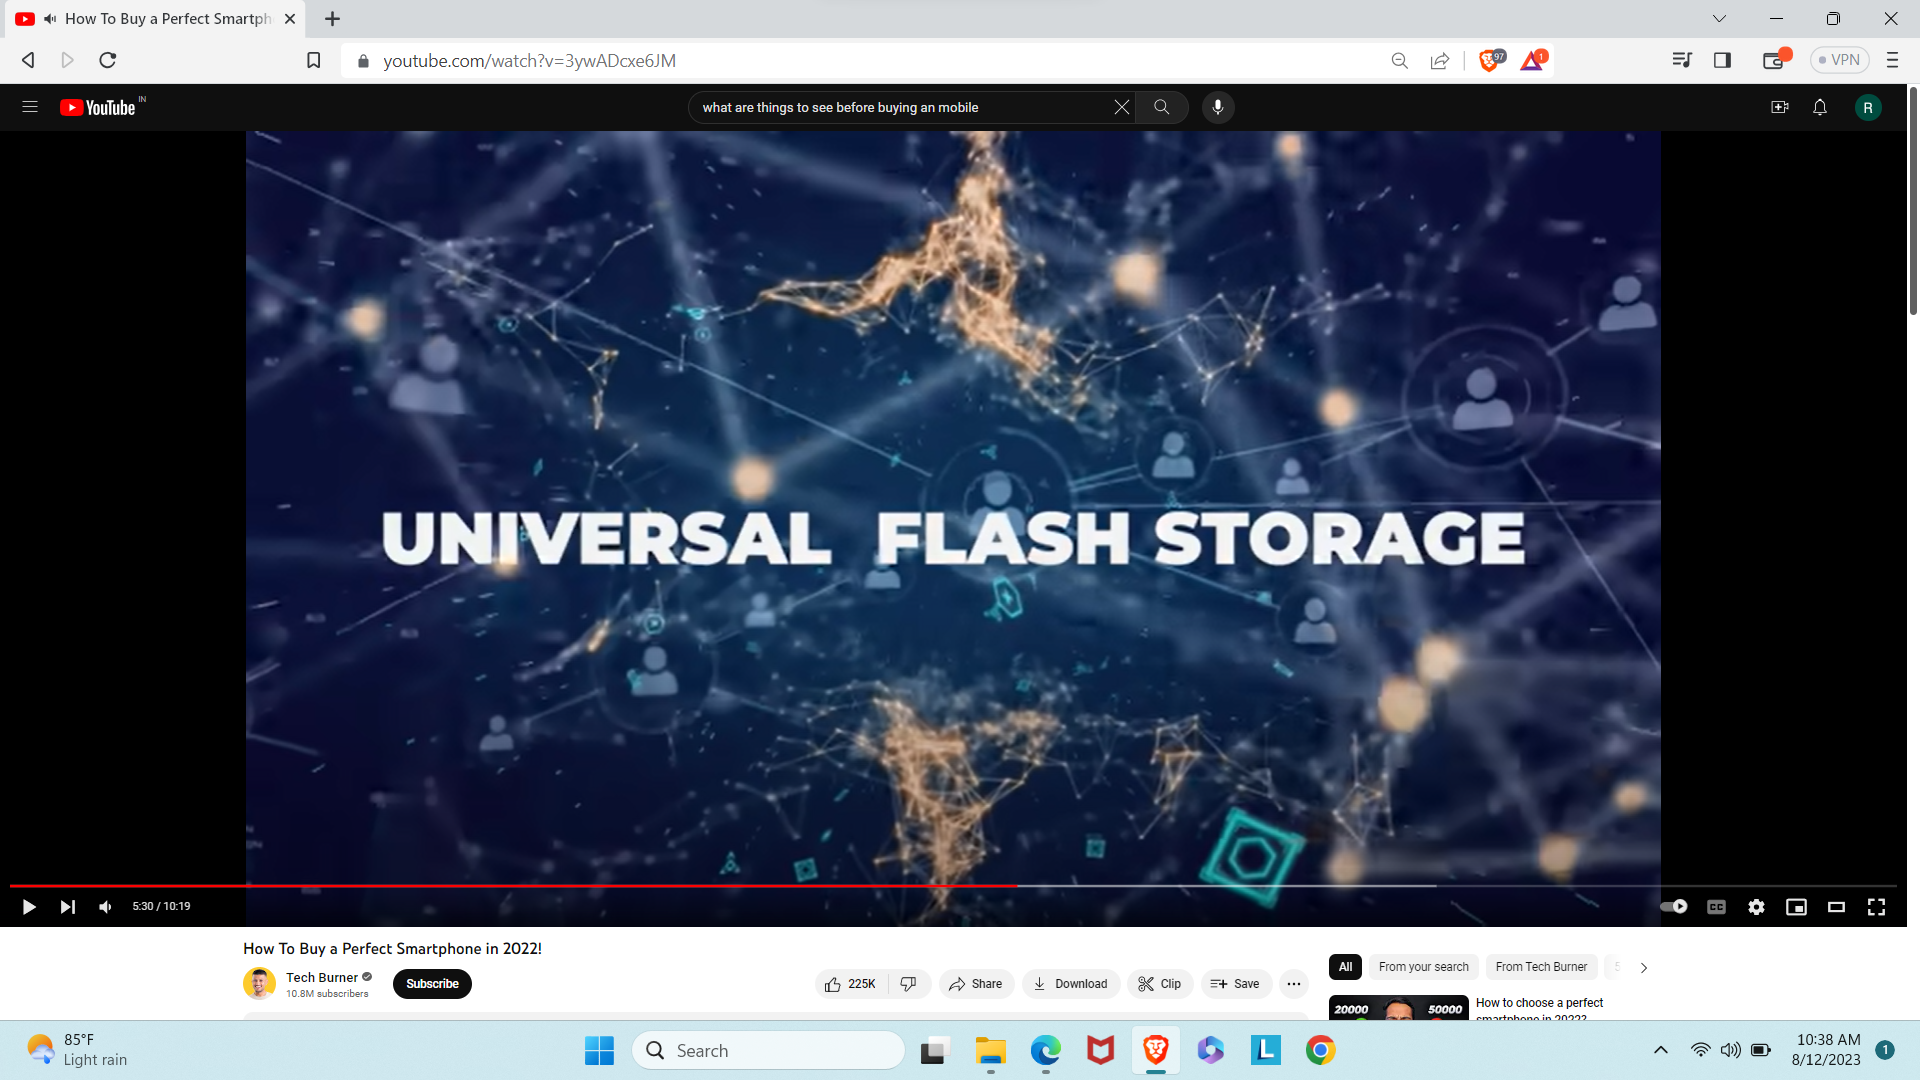 How To Buy a Perfect Smartph
youtube.com/watch?v=3ywADcxe6JM
97
1
VPN
YouTube IN
what are things to see before buying an mobile
R
UNIVERSAL FLASH STORAGE
5:30 / 10:19
CC
How To Buy a Perfect Smartphone in 2022!
Tech Burner
10.8M subscribers
Subscribe
225K
Share
Download
Clip
Save
All
From your search
From Tech Burner
20000
50000
How to choose a perfect
smartphone in 2022?
85°F
Light rain
Search
L
10:38 AM
8/12/2023
1